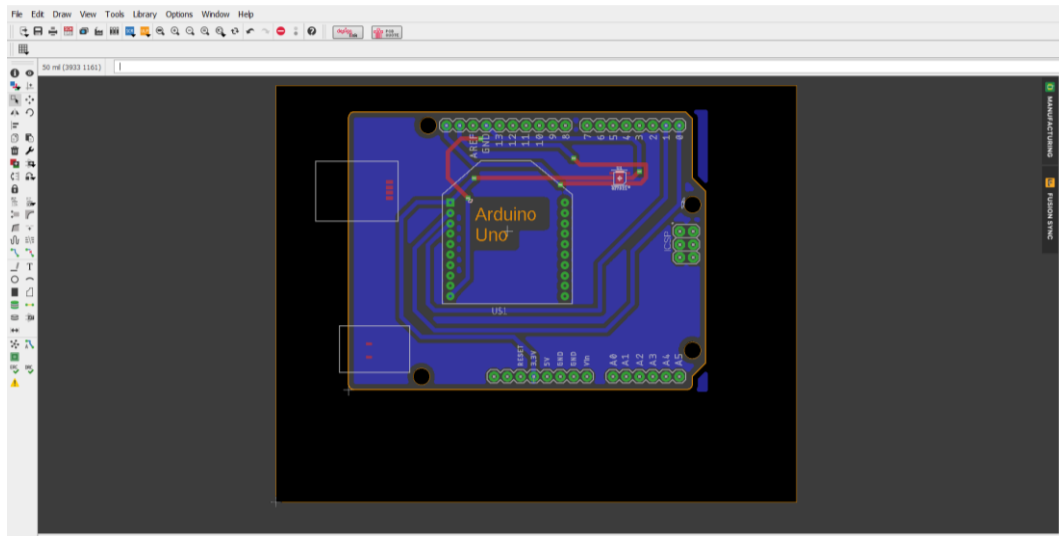 File Edit Draw View Tools Library Options Window Help
50 mil (3933 1161)
MANUFACTURING
FUSION SYNC
AREF
GND
13
12
11
10
9
8
7
6
5
4
3
2
1
0
Arduino
Uno
ICSP
U$1
RESET
3.3V
5V
GND
GND
Vin
A0
A1
A2
A3
A4
A5